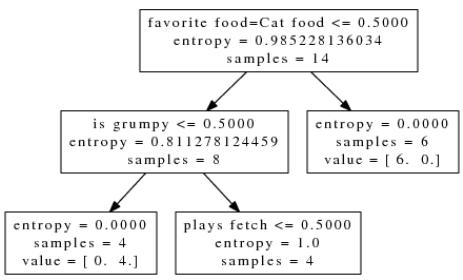 favorite food=Cat food <= 0.5000
entropy = 0.985228136034
samples = 14
is grumpy <= 0.5000
entropy = 0.811278124459
samples = 8
entropy = 0.0000
samples = 6
value = [ 6.  0.]
entropy = 0.0000
samples = 4
value = [ 0.  4.]
plays fetch <= 0.5000
entropy = 1.0
samples = 4